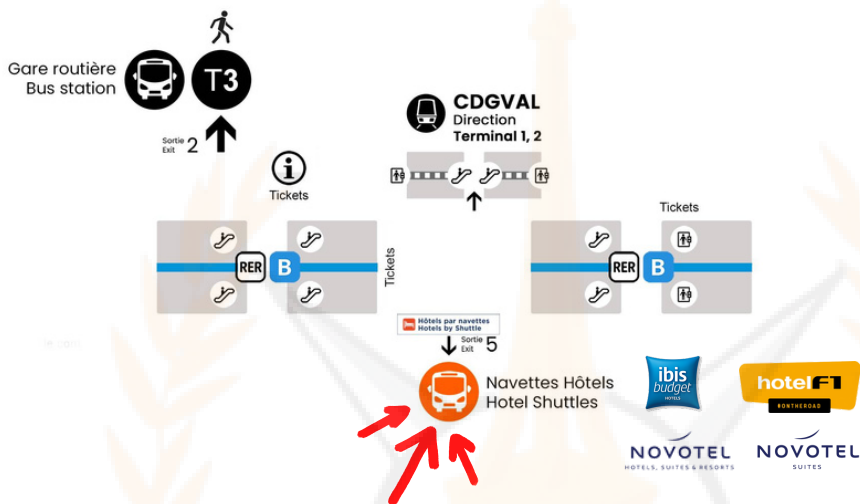 Gare routière
Bus station
T3
Sortie
Exit 2
CDGVAL
Direction
Terminal 1, 2
Tickets
RER B
Tickets
Tickets
RER B
Hôtels par navettes
Hotels by Shuttle
Sortie
Exit 5
Navettes Hôtels
Hotel Shuttles
ibis
budget
HOTELS
hotelF1
#ONTHEROAD
NOVOTEL
HOTELS, SUITES & RESORTS
NOVOTEL
SUITES